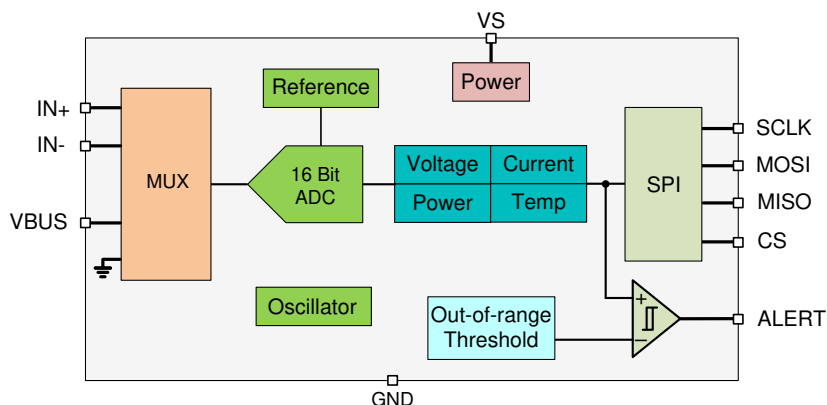 VS
Reference
Power
IN+
IN-
VBUS
MUX
16 Bit
ADC
Voltage
Current
Power
Temp
SPI
SCLK
MOSI
MISO
CS
Oscillator
Out-of-range
Threshold
+
−
ALERT
GND